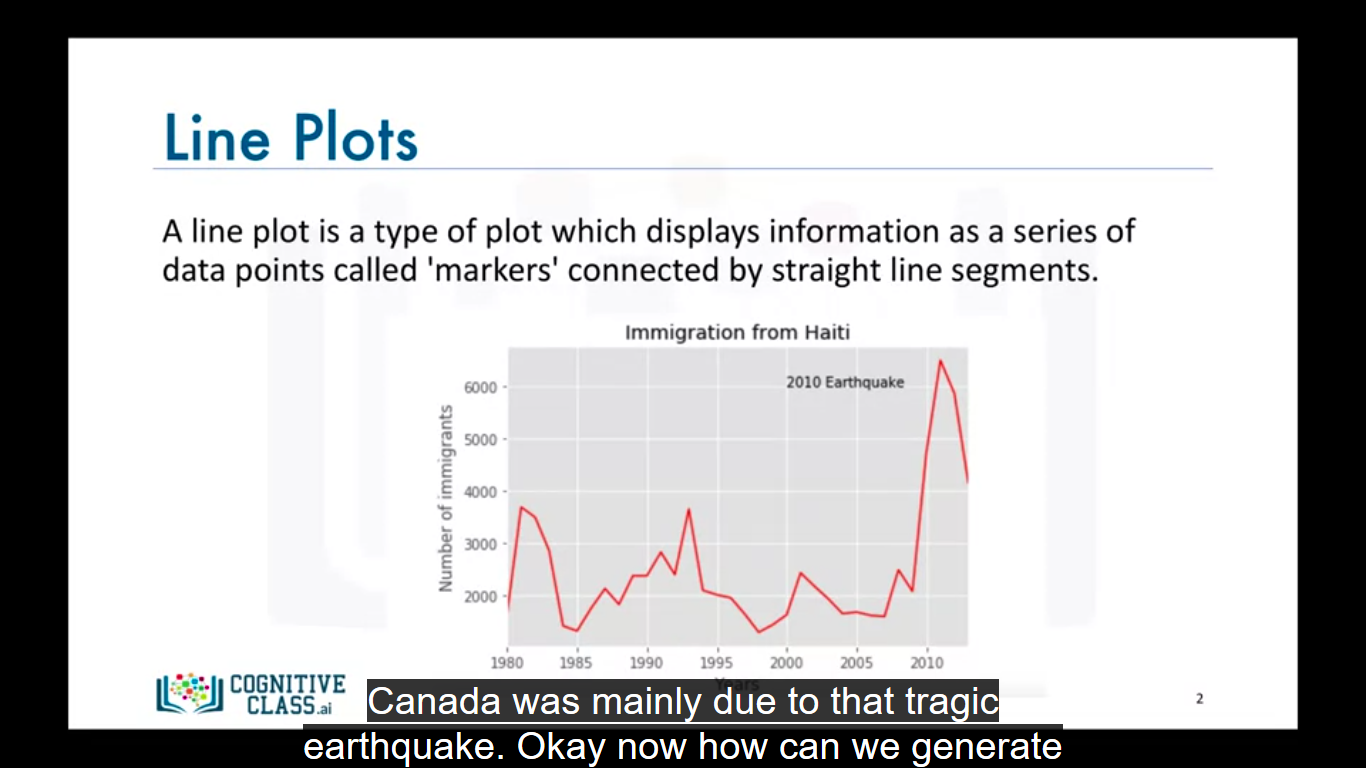 Line Plots
A line plot is a type of plot which displays information as a series of
data points called 'markers' connected by straight line segments.
Immigration from Haiti
2010 Earthquake
Number of immigrants
6000
5000
4000
3000
2000
1980 1985 1990 1995 2000 2005 2010
Years
COGNITIVE
CLASS.ai
2
Canada was mainly due to that tragic
earthquake. Okay now how can we generate